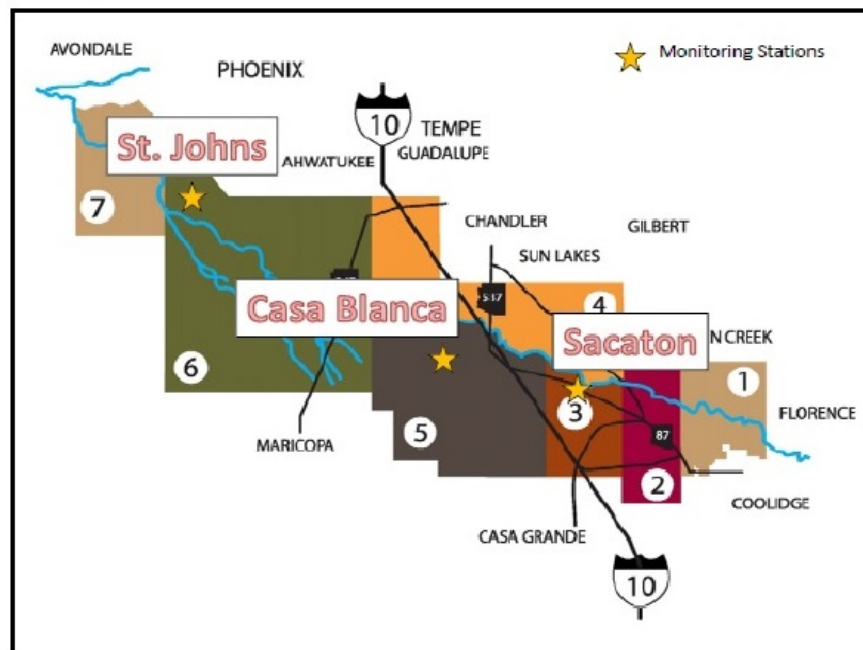 AVONDALE
Monitoring Stations
PHOENIX
10
TEMPE
St. Johns
AHWATUKEE
GUADALUPE
7
CHANDLER
GILBERT
SUN LAKES
Casa Blanca
587
4
Sacaton
N CREEK
6
1
3
FLORENCE
MARICOPA
5
87
2
COOLIDGE
CASA GRANDE
10